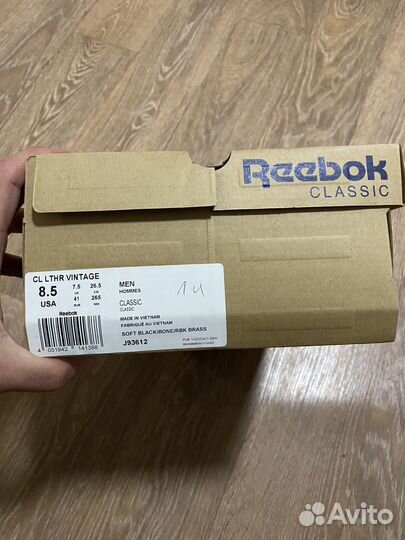 Reebok
CLASSIC
CL LTHR VINTAGE
8.5 7.5 26.5
UK CM
USA 41 265
EUR MM
Reebok
4 051942 141388
MEN
HOMMES
CLASSIC
CLASSIC
MADE IN VIETNAM
FABRIQUÉ AU VIETNAM
SOFT BLACK/BONE/RBK BRASS
J93612
14
Avito